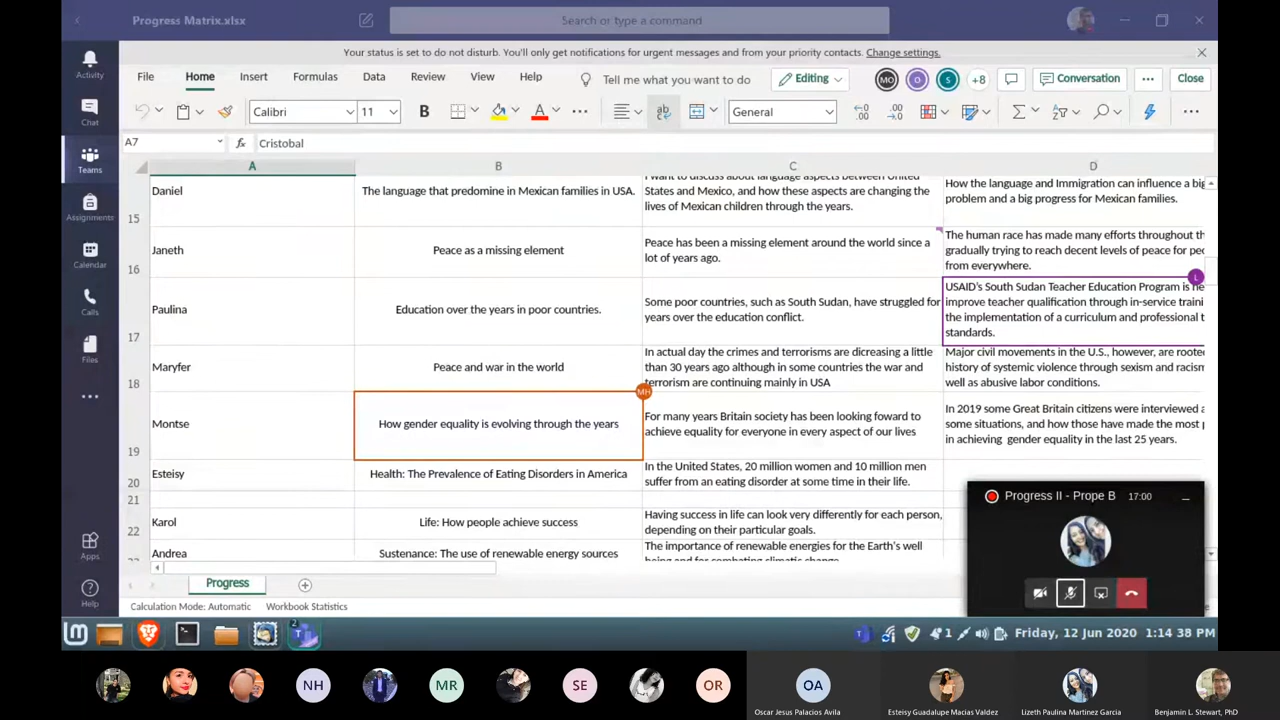 Progress Matrix.xlsx
Search or type a command
Your status is set to do not disturb. You'll only get notifications for urgent messages and from your priority contacts. Change settings.
Activity
Chat
Teams
Assignments
Calendar
Calls
Files
Apps
Help
File Home Insert Formulas Data Review View Help
Tell me what you want to do
Editing
MO O S +8
Conversation
Close
Calibri 11 B A General
A7 fx Cristobal
A B C D
15
Daniel
The language that predomine in Mexican families in USA.
I want to discuss about language aspects between United
States and Mexico, and how these aspects are changing the
lives of Mexican children through the years.
How the language and Immigration can influence a big
problem and a big progress for Mexican families.
16
Janeth
Peace as a missing element
Peace has been a missing element around the world since a
lot of years ago.
The human race has made many efforts throughout th
gradually trying to reach decent levels of peace for peo
from everywhere.
L
17
Paulina
Education over the years in poor countries.
Some poor countries, such as South Sudan, have struggled for
years over the education conflict.
USAID's South Sudan Teacher Education Program is he
improve teacher qualification through in-service traini
the implementation of a curriculum and professional t
standards.
18
Maryfer
Peace and war in the world
In actual day the crimes and terrorisms are dicreasing a little
than 30 years ago although in some countries the war and
terrorism are continuing mainly in USA
Major civil movements in the U.S., however, are rooted
history of systemic violence through sexism and racism
well as abusive labor conditions.
MH
19
Montse
How gender equality is evolving through the years
For many years Britain society has been looking foward to
achieve equality for everyone in every aspect of our lives
In 2019 some Great Britain citizens were interviewed a
some situations, and how those have made the most p
in achieving gender equality in the last 25 years.
20
Esteisy
Health: The Prevalence of Eating Disorders in America
In the United States, 20 million women and 10 million men
suffer from an eating disorder at some time in their life.
21
22
Karol
Life: How people achieve success
Having success in life can look very differently for each person,
depending on their particular goals.
Andrea
Sustenance: The use of renewable energy sources
The importance of renewable energies for the Earth's well
being and for combating climatic change.
Progress II - Prope B 17:00
Progress
Calculation Mode: Automatic Workbook Statistics
2
1
Friday, 12 Jun 2020 1:14:38 PM
NH MR SE OR OA
Oscar Jesus Palacios Avila
Esteisy Guadalupe Macias Valdez
Lizeth Paulina Martinez Garcia
Benjamin L. Stewart, PhD